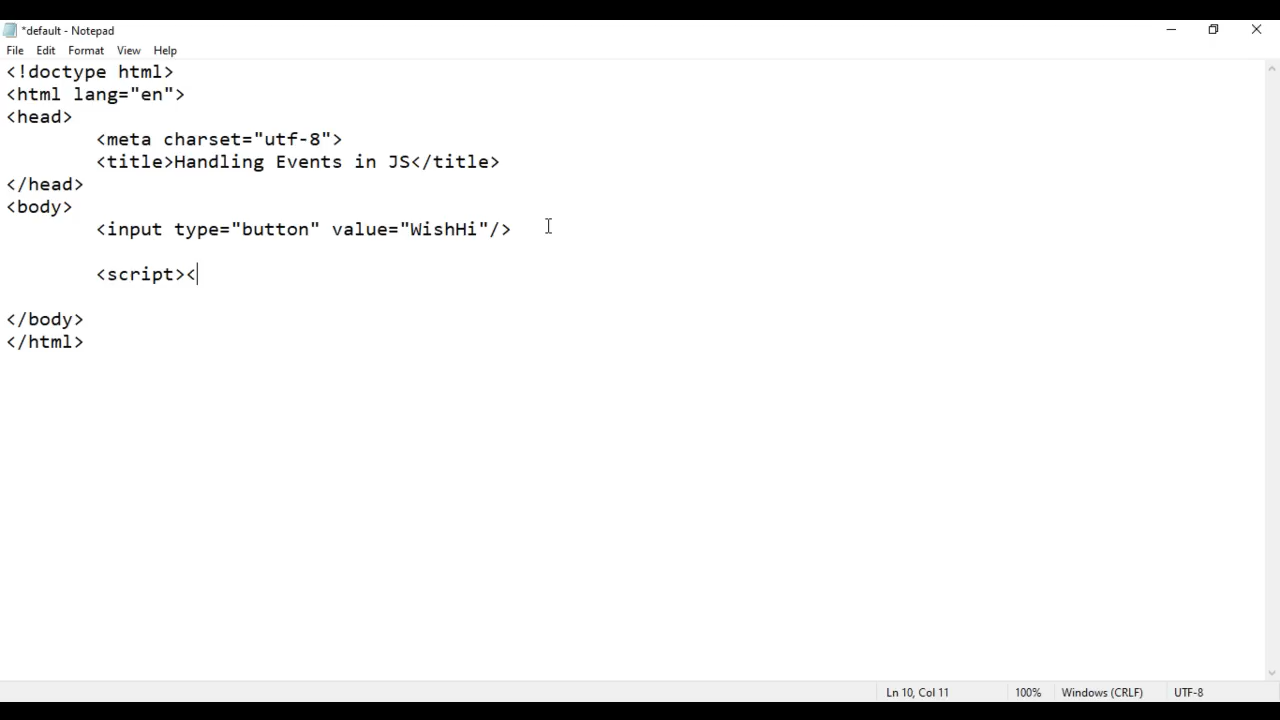 *default - Notepad
File Edit Format View Help
<!doctype html>
<html lang="en">
<head>
<meta charset="utf-8">
<title>Handling Events in JS</title>
</head>
<body>
<input type="button" value="WishHi"/>
<script><
</body>
</html>
Ln 10, Col 11 100% Windows (CRLF) UTF-8